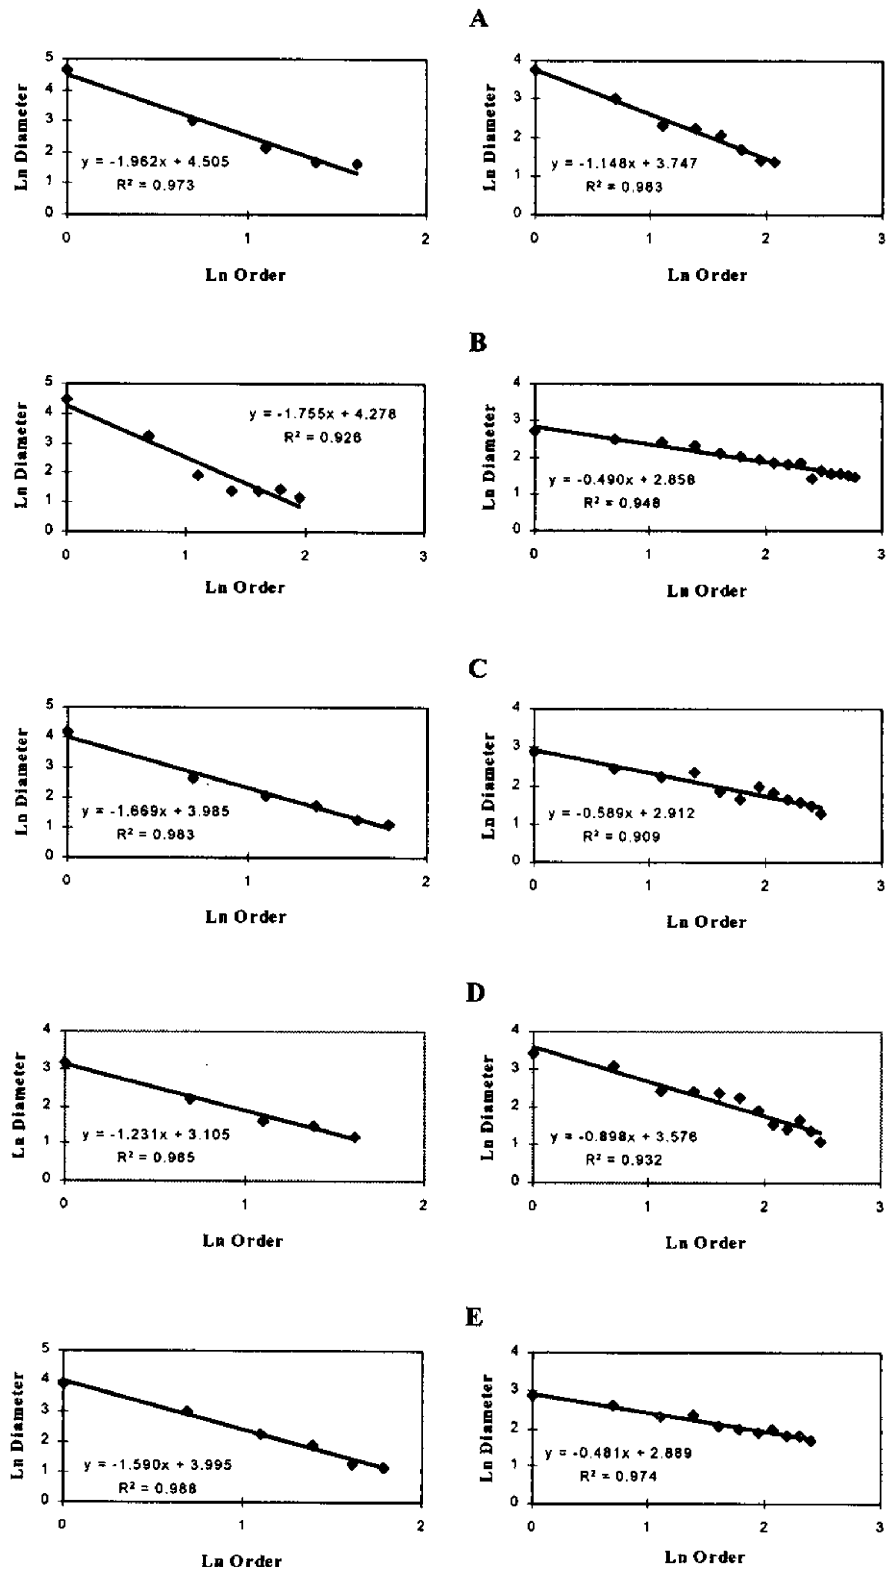 A
Ln Diameter
5
4
3
2
1
0
y = -1.962x + 4.505
R² = 0.973
0 1 2
Ln Order
Ln Diameter
4
3
2
1
0
y = -1.148x + 3.747
R² = 0.983
0 1 2 3
Ln Order
B
Ln Diameter
5
4
3
2
1
0
y = -1.755x + 4.278
R² = 0.926
0 1 2 3
Ln Order
Ln Diameter
4
3
2
1
0
y = -0.490x + 2.858
R² = 0.948
0 1 2 3
Ln Order
C
Ln Diameter
5
4
3
2
1
0
y = -1.669x + 3.985
R² = 0.983
0 1 2
Ln Order
Ln Diameter
4
3
2
1
0
y = -0.589x + 2.912
R² = 0.909
0 1 2 3
Ln Order
D
Ln Diameter
4
3
2
1
0
y = -1.231x + 3.105
R² = 0.985
0 1 2
Ln Order
Ln Diameter
4
3
2
1
0
y = -0.898x + 3.576
R² = 0.932
0 1 2 3
Ln Order
E
Ln Diameter
5
4
3
2
1
0
y = -1.590x + 3.995
R² = 0.988
0 1 2
Ln Order
Ln Diameter
4
3
2
1
0
y = -0.481x + 2.889
R² = 0.974
0 1 2 3
Ln Order